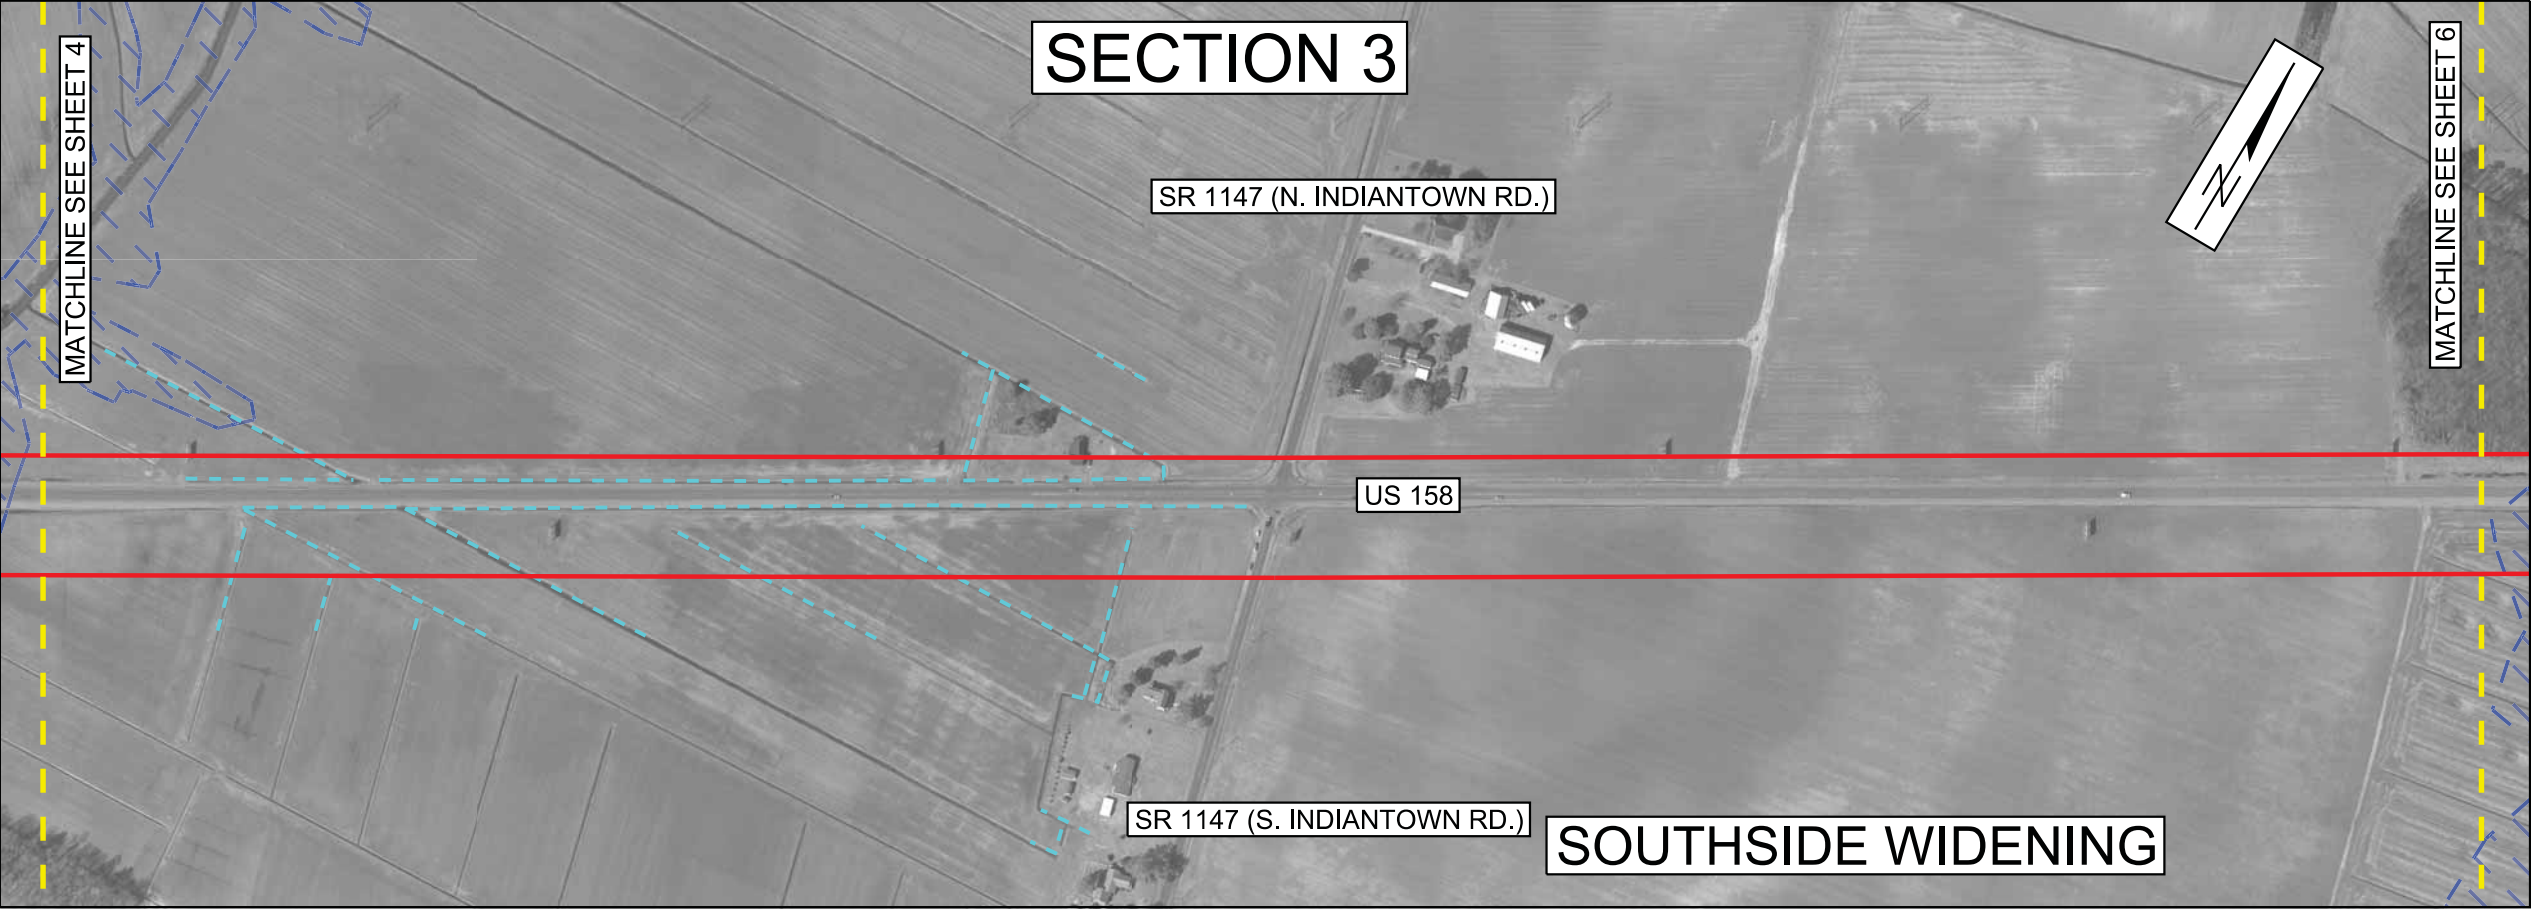 SECTION 3
MATCHLINE SEE SHEET 4
MATCHLINE SEE SHEET 6
N
SR 1147 (N. INDIANTOWN RD.)
US 158
SR 1147 (S. INDIANTOWN RD.)
SOUTHSIDE WIDENING